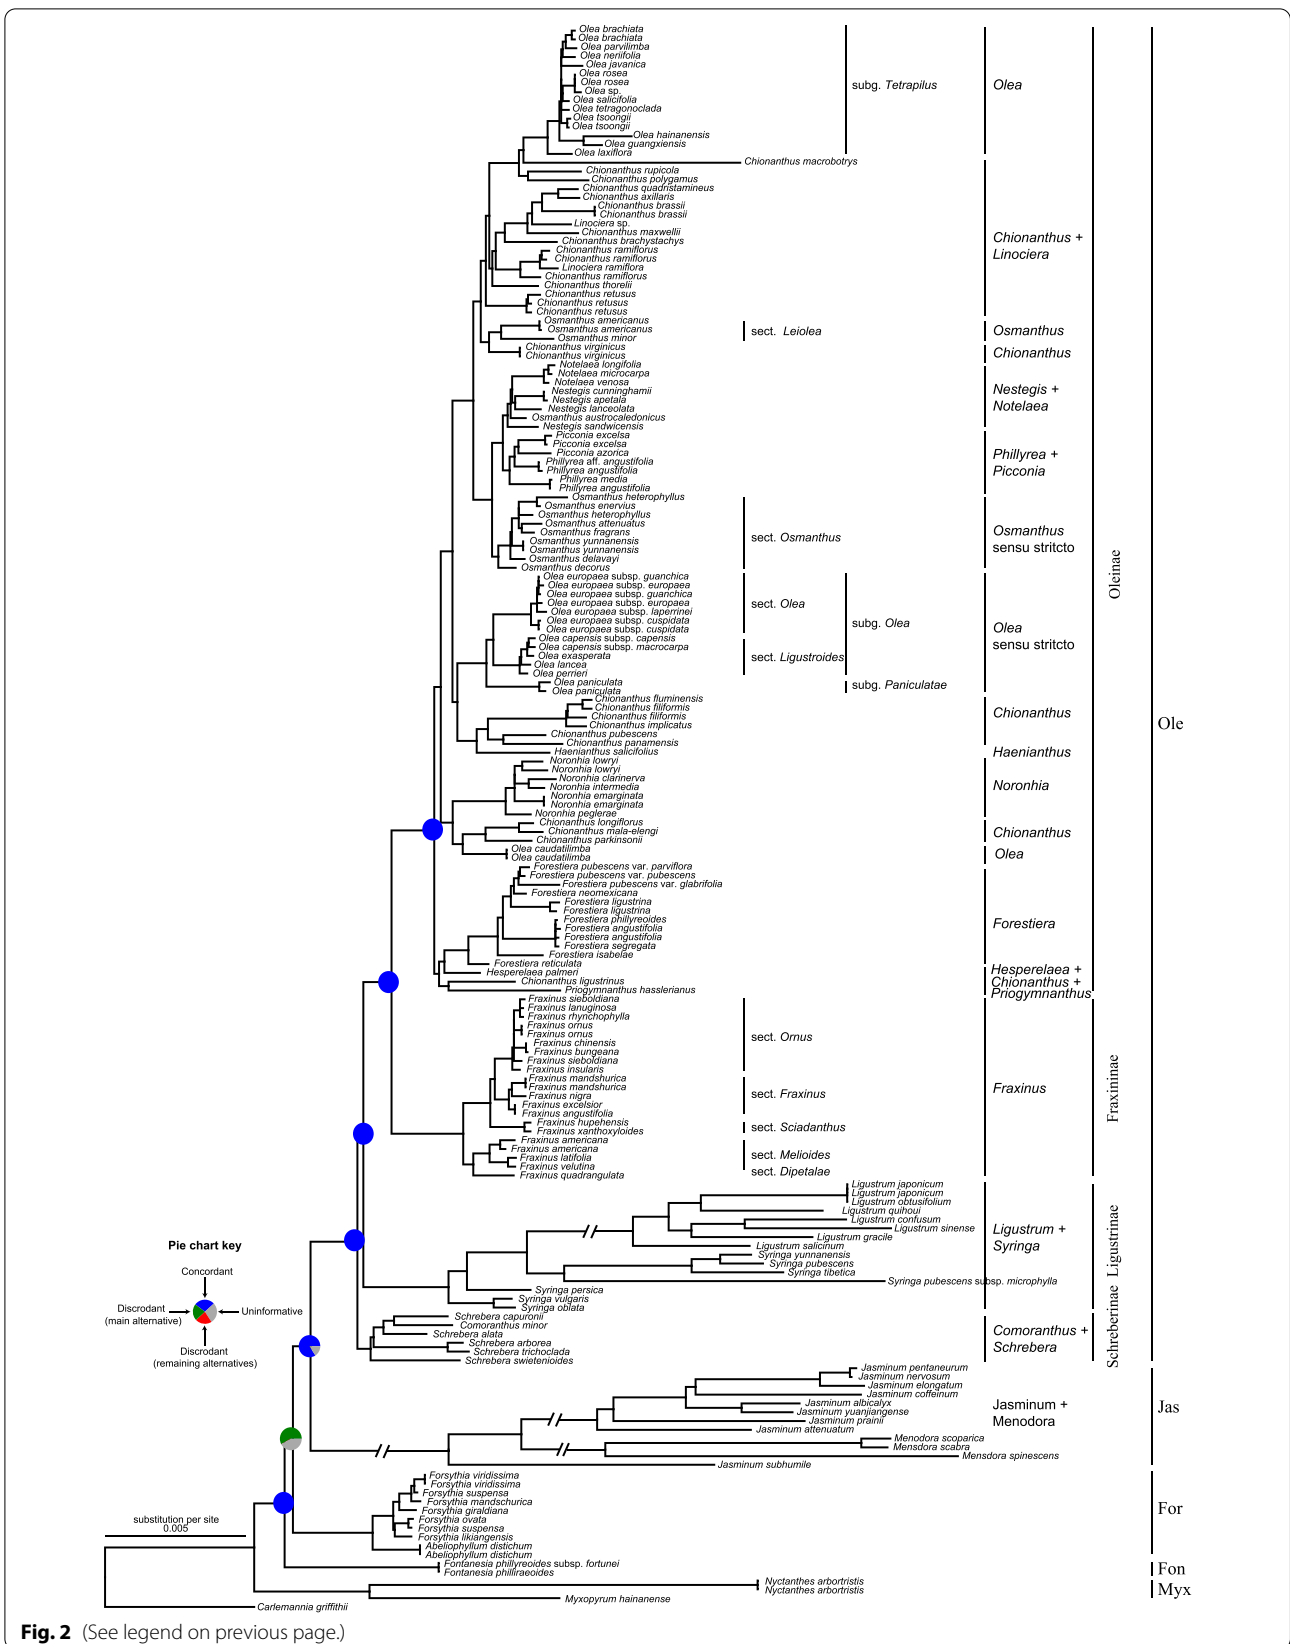 Olea brachiata
Olea brachiata
Olea parvilimba
Olea neriifolia
Olea javanica
Olea rosea
Olea rosea
Olea sp.
Olea salicifolia
Olea tetragonoclada
Olea tsoongii
Olea tsoongii
Olea hainanensis
Olea guangxiensis
Olea laxiflora
subg. Tetrapilus
Olea
Chionanthus macrobotrys
Chionanthus rupicola
Chionanthus polygamus
Chionanthus quadristamineus
Chionanthus axillaris
Chionanthus brassii
Chionanthus brassii
Linociera sp.
Chionanthus maxwellii
Chionanthus brachystachys
Chionanthus ramiflorus
Chionanthus ramiflorus
Linociera ramiflora
Chionanthus ramiflorus
Chionanthus thorelii
Chionanthus retusus
Chionanthus retusus
Chionanthus retusus
Chionanthus +
Linociera
Osmanthus americanus
Osmanthus americanus
Osmanthus minor
sect. Leiolea
Osmanthus
Chionanthus virginicus
Chionanthus virginicus
Chionanthus
Notelaea longifolia
Notelaea microcarpa
Notelaea venosa
Nestegis cunninghamii
Nestegis apetala
Nestegis lanceolata
Osmanthus austrocaledonicus
Nestegis sandwicensis
Nestegis +
Notelaea
Picconia excelsa
Picconia excelsa
Picconia azorica
Phillyrea aff. angustifolia
Phillyrea angustifolia
Phillyrea media
Phillyrea angustifolia
Phillyrea +
Picconia
Osmanthus heterophyllus
Osmanthus enervius
Osmanthus heterophyllus
Osmanthus attenuatus
Osmanthus fragrans
Osmanthus yunnanensis
Osmanthus yunnanensis
Osmanthus delavayi
Osmanthus decorus
sect. Osmanthus
Osmanthus
sensu stritcto
Olea europaea subsp. guanchica
Olea europaea subsp. europaea
Olea europaea subsp. guanchica
Olea europaea subsp. europaea
Olea europaea subsp. laperrinei
Olea europaea subsp. cuspidata
Olea europaea subsp. cuspidata
sect. Olea
Olea capensis subsp. capensis
Olea capensis subsp. macrocarpa
Olea exasperata
Olea lancea
Olea perrieri
sect. Ligustroides
subg. Olea
Olea paniculata
Olea paniculata
subg. Paniculatae
Olea
sensu stritcto
Chionanthus fluminensis
Chionanthus filiformis
Chionanthus filiformis
Chionanthus implicatus
Chionanthus pubescens
Chionanthus panamensis
Chionanthus
Haenianthus salicifolius
Haenianthus
Noronhia lowryi
Noronhia lowryi
Noronhia clarinerva
Noronhia intermedia
Noronhia emarginata
Noronhia emarginata
Noronhia peglerae
Noronhia
Chionanthus longiflorus
Chionanthus mala-elengi
Chionanthus parkinsonii
Chionanthus
Olea caudatilimba
Olea caudatilimba
Olea
Forestiera pubescens var. parviflora
Forestiera pubescens var. pubescens
Forestiera pubescens var. glabrifolia
Forestiera neomexicana
Forestiera ligustrina
Forestiera ligustrina
Forestiera phillyreoides
Forestiera angustifolia
Forestiera angustifolia
Forestiera segregata
Forestiera isabelae
Forestiera reticulata
Forestiera
Hesperelaea palmeri
Chionanthus ligustrinus
Priogymnanthus hasslerianus
Hesperelaea +
Chionanthus +
Priogymnanthus
Oleinae
Fraxinus sieboldiana
Fraxinus lanuginosa
Fraxinus rhynchophylla
Fraxinus ornus
Fraxinus ornus
Fraxinus chinensis
Fraxinus bungeana
Fraxinus sieboldiana
Fraxinus insularis
sect. Ornus
Fraxinus mandshurica
Fraxinus mandshurica
Fraxinus nigra
Fraxinus excelsior
Fraxinus angustifolia
sect. Fraxinus
Fraxinus hupehensis
Fraxinus xanthoxyloides
sect. Sciadanthus
Fraxinus americana
Fraxinus americana
Fraxinus latifolia
Fraxinus velutina
Fraxinus quadrangulata
sect. Melioides
sect. Dipetalae
Fraxinus
Fraxininae
Ligustrum japonicum
Ligustrum japonicum
Ligustrum obtusifolium
Ligustrum quihoui
Ligustrum confusum
Ligustrum sinense
Ligustrum gracile
Ligustrum salicinum
Syringa yunnanensis
Syringa pubescens
Syringa tibetica
Syringa pubescens subsp. microphylla
Syringa persica
Syringa vulgaris
Syringa oblata
Ligustrum +
Syringa
Ligustrinae
Schrebera capuronii
Comoranthus minor
Schrebera alata
Schrebera arborea
Schrebera trichoclada
Schrebera swietenioides
Comoranthus +
Schrebera
Schreberinae
Ole
Pie chart key
Concordant
Discrodant
(main alternative)
Uninformative
Discrodant
(remaining alternatives)
Jasminum pentaneurum
Jasminum nervosum
Jasminum elongatum
Jasminum coffeinum
Jasminum albicalyx
Jasminum yuanjiangense
Jasminum prainii
Jasminum attenuatum
Menodora scoparica
Mensdora scabra
Mensdora spinescens
Jasminum subhumile
Jasminum +
Menodora
Jas
Forsythia viridissima
Forsythia viridissima
Forsythia suspensa
Forsythia mandschurica
Forsythia giraldiana
Forsythia ovata
Forsythia suspensa
Forsythia likiangensis
Abeliophyllum distichum
Abeliophyllum distichum
For
Fontanesia phillyreoides subsp. fortunei
Fontanesia philliraeoides
Fon
Nyctanthes arbortristis
Nyctanthes arbortristis
Myxopyrum hainanense
Myx
Carlemannia griffithii
substitution per site
0.005
Fig. 2 (See legend on previous page.)